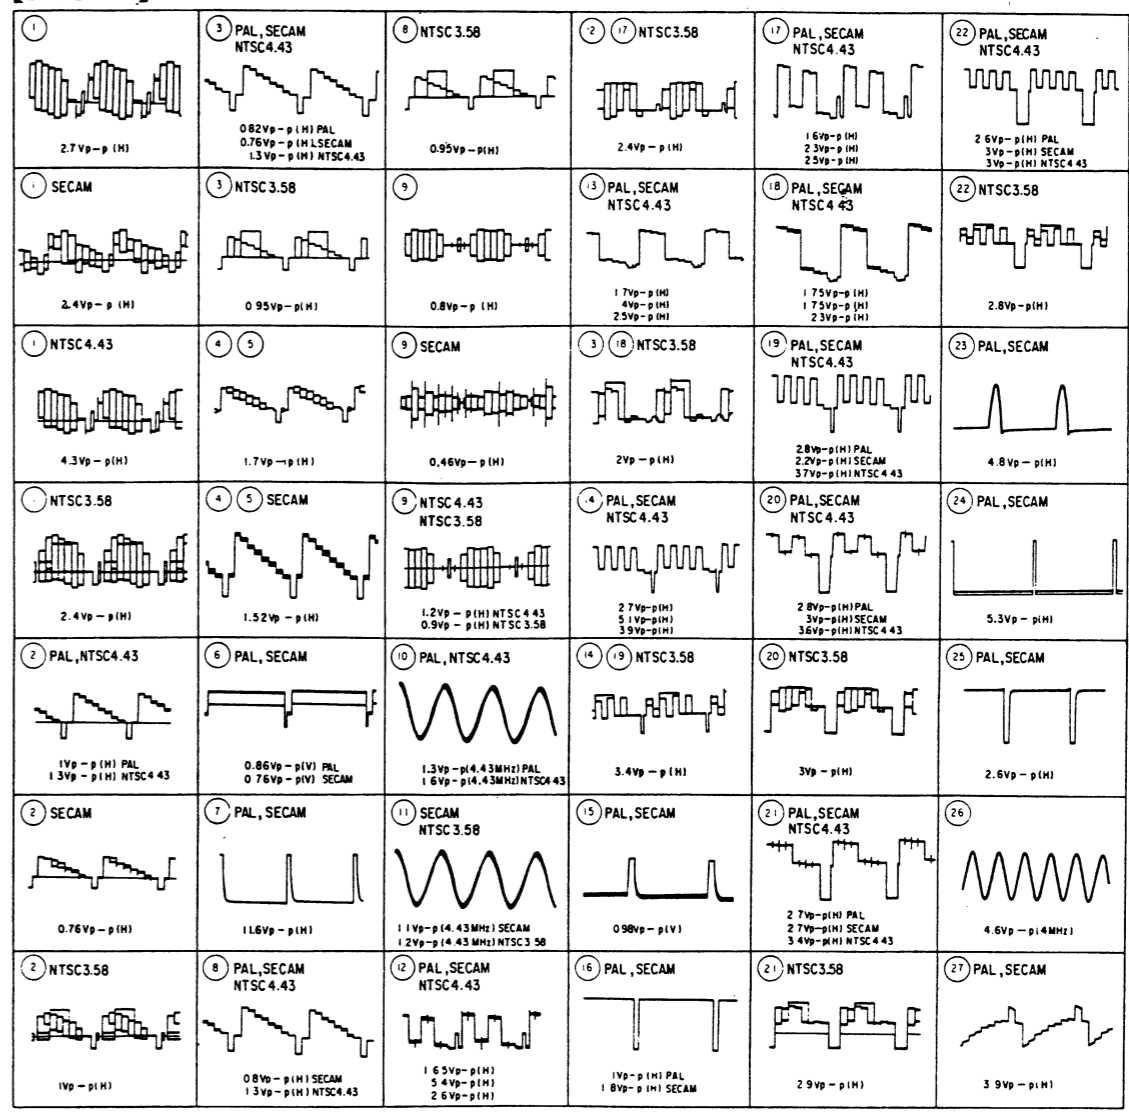 1
2.7Vp-p (H)
1 SECAM
2.4Vp-p (H)
1 NTSC4.43
4.3Vp-p(H)
NTSC3.58
2.4Vp-p(H)
2 PAL,NTSC4.43
1Vp-p(H) PAL
1 3Vp-p(H) NTSC4 43
2 SECAM
0.76Vp-p(H)
2 NTSC3.58
1Vp-p(H)
3 PAL,SECAM
NTSC4.43
0.82Vp-p(H) PAL
0.76Vp-p(H) SECAM
1.3Vp-p(H) NTSC4.43
3 NTSC3.58
0 95Vp-p(H)
4 5
1.7Vp-p(H)
4 5 SECAM
1.52Vp-p(H)
6 PAL,SECAM
0.86Vp-p(V) PAL
0 76Vp-p(V) SECAM
7 PAL,SECAM
11.6Vp-p(H)
8 PAL,SECAM
NTSC4.43
0 8Vp-p(H) SECAM
1 3Vp-p(H) NTSC4.43
8 NTSC3.58
0.95Vp-p(H)
9
0.8Vp-p (H)
9 SECAM
0.46Vp-p(H)
9 NTSC4.43
NTSC3.58
1.2Vp-p(H) NTSC4 43
0.9Vp-p(H) NTSC3.58
10 PAL,NTSC4.43
1.3Vp-p(4.43MHz) PAL
1 6Vp-p(4.43MHz) NTSC4 43
11 SECAM
NTSC3.58
1 1Vp-p(4.43MHz) SECAM
1.2Vp-p(4.43MHz) NTSC3 58
12 PAL,SECAM
NTSC4.43
1 65Vp-p(H)
5 4Vp-p(H)
2 6Vp-p(H)
2 17 NTSC3.58
2.4Vp-p(H)
13 PAL,SECAM
NTSC4.43
1 7Vp-p(H)
4Vp-p(H)
2.5Vp-p(H)
3 18 NTSC3.58
2Vp-p(H)
14 PAL,SECAM
NTSC4.43
2 7Vp-p(H)
5 1Vp-p(H)
3 9Vp-p(H)
14 19 NTSC3.58
3.4Vp-p(H)
15 PAL,SECAM
0 98Vp-p(V)
16 PAL,SECAM
1Vp-p(H) PAL
1 8Vp-p(H) SECAM
17 PAL,SECAM
NTSC4.43
1 6Vp-p(H)
2 3Vp-p(H)
2 5Vp-p(H)
18 PAL,SECAM
NTSC4 43
1 75Vp-p(H)
1 75Vp-p(H)
2 3Vp-p(H)
19 PAL,SECAM
NTSC4.43
2.8Vp-p(H) PAL
2.2Vp-p(H) SECAM
3 7Vp-p(H) NTSC4 43
20 PAL,SECAM
NTSC4.43
2 8Vp-p(H) PAL
3Vp-p(H) SECAM
3.6Vp-p(H) NTSC4 43
20 NTSC3.58
3Vp-p(H)
21 PAL,SECAM
NTSC4.43
2 7Vp-p(H) PAL
2 7Vp-p(H) SECAM
3 4Vp-p(H) NTSC4 43
21 NTSC3.58
2 9Vp-p(H)
22 PAL,SECAM
NTSC4.43
2 6Vp-p(H) PAL
3Vp-p(H) SECAM
3Vp-p(H) NTSC4 43
22 NTSC3.58
2.8Vp-p(H)
23 PAL,SECAM
4.8Vp-p(H)
24 PAL,SECAM
5.3Vp-p(H)
25 PAL,SECAM
2.6Vp-p(H)
26
4.6Vp-p(4MHz)
27 PAL,SECAM
3 9Vp-p(H)